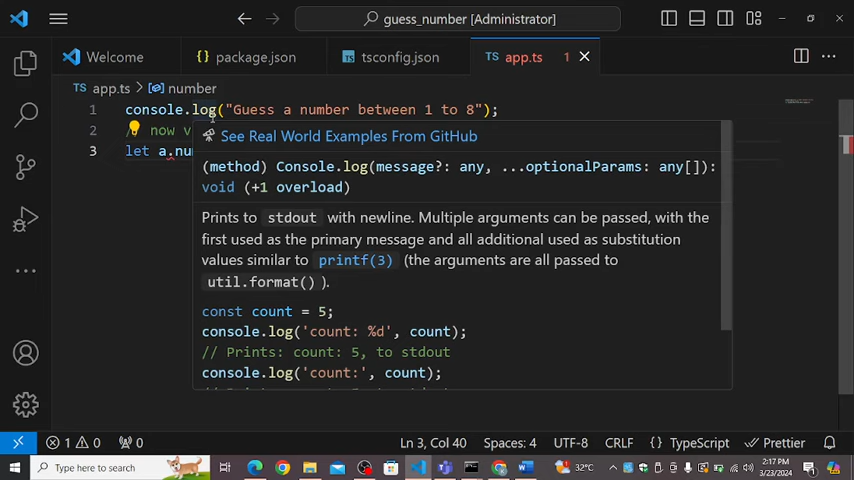 guess_number [Administrator]
Welcome
{} package.json
tsconfig.json
TS app.ts 1
TS app.ts > number
1 console.log("Guess a number between 1 to 8");
2 // now v
3 let a.num
See Real World Examples From GitHub
(method) Console.log(message?: any, ...optionalParams: any[]):
void (+1 overload)
Prints to stdout with newline. Multiple arguments can be passed, with the
first used as the primary message and all additional used as substitution
values similar to printf(3) (the arguments are all passed to
util.format() ).
const count = 5;
console.log('count: %d', count);
// Prints: count: 5, to stdout
console.log('count:', count);
1 0 0 Ln 3, Col 40 Spaces: 4 UTF-8 CRLF {} TypeScript Prettier
Type here to search 32°C 2:17 PM
3/23/2024